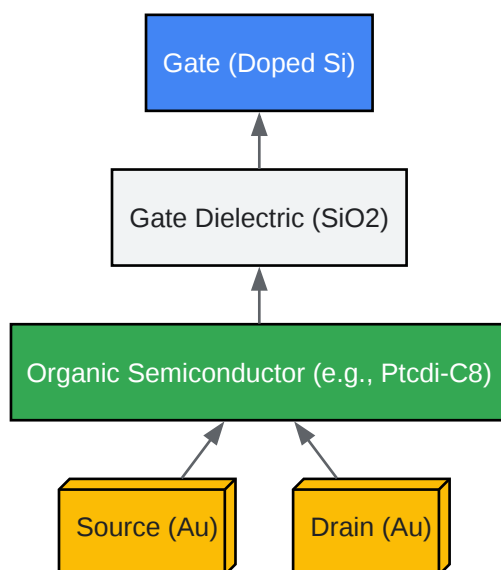 Gate (Doped Si)
Gate Dielectric (SiO2)
Organic Semiconductor (e.g., Ptcdi-C8)
Source (Au)
Drain (Au)